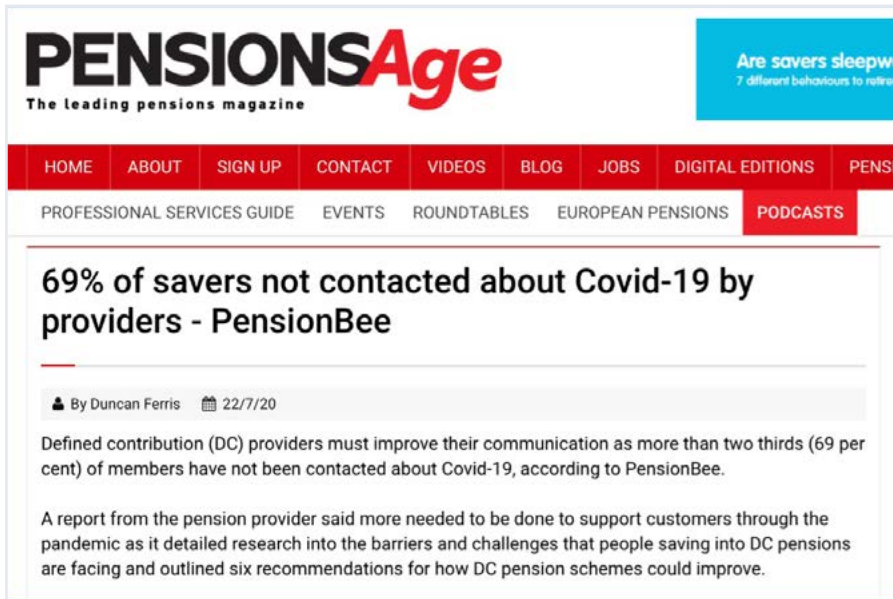 PENSIONSAge
The leading pensions magazine
Are savers
7 different behaviours to
HOME ABOUT SIGN UP CONTACT VIDEOS BLOG JOBS DIGITAL EDITIONS
PROFESSIONAL SERVICES GUIDE EVENTS ROUNDTABLES EUROPEAN PENSIONS PODCASTS
69% of savers not contacted about Covid-19 by
providers - PensionBee
By Duncan Ferris 22/7/20
Defined contribution (DC) providers must improve their communication as more than two thirds (69 per
cent) of members have not been contacted about Covid-19, according to PensionBee.
A report from the pension provider said more needed to be done to support customers through the
pandemic as it detailed research into the barriers and challenges that people saving into DC pensions
are facing and outlined six recommendations for how DC pension schemes could improve.